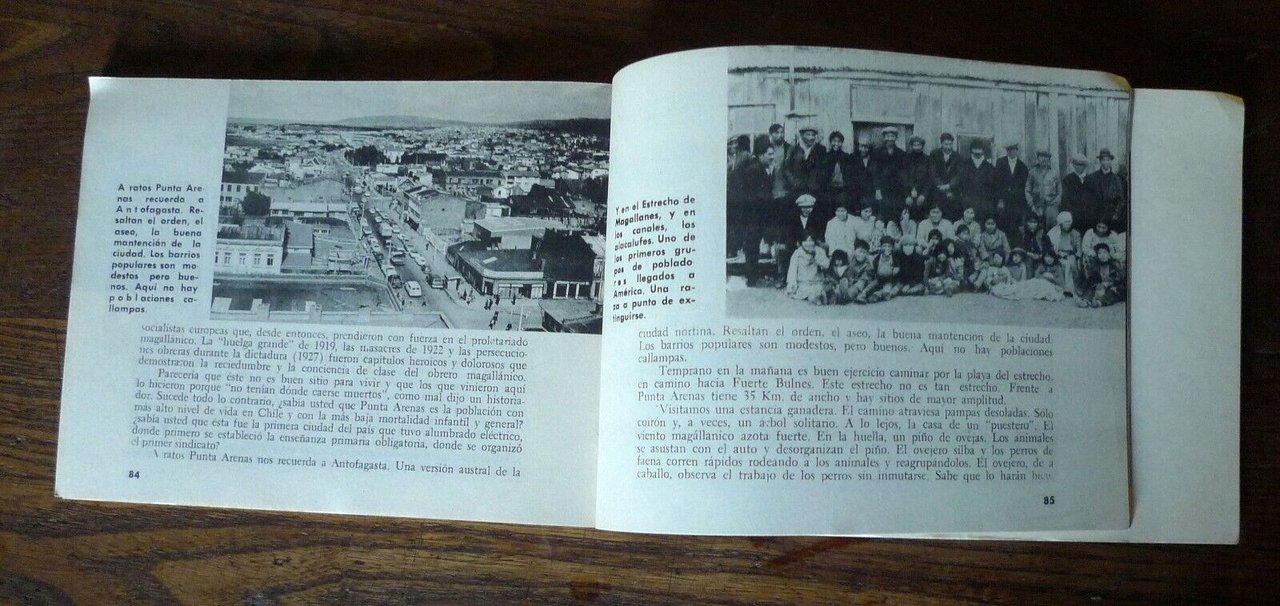 A ratos Punta Are-
nas recuerda a
Antofagasta. Re-
saltan el orden, el
aseo, la buena
mantención de la
ciudad. Los barrios
populares son mo-
destos pero bue-
nos. Aquí no hay
poblaciones ca-
llampas.
socialistas europeas que, desde entonces, prendieron con fuerza en el proletariado
magallánico. La "huelga grande" de 1919, las masacres de 1922 y las persecucio-
nes obreras durante la dictadura (1927) fueron capítulos heroicos y dolorosos que
demostraron la reciedumbre y la conciencia de clase del obrero magallánico.
Parecería que éste no es buen sitio para vivir y que los que vinieron aquí
lo hicieron porque "no tenían dónde caerse muertos", como mal dijo un historia-
dor. Sucede todo lo contrario, ¿sabía usted que Punta Arenas es la población con
más alto nivel de vida en Chile y con la más baja mortalidad infantil y general?
¿sabía usted que esta fue la primera ciudad del país que tuvo alumbrado eléctrico,
donde primero se estableció la enseñanza primaria obligatoria, donde se organizó
el primer sindicato?
A ratos Punta Arenas nos recuerda a Antofagasta. Una versión austral de la
84
Y en el Estrecho de
Magallanes, y en
los canales, los
alacalufes. Uno de
los primeros gru-
pos de poblado-
res llegados a
América. Una ra-
za a punto de ex-
tinguirse.
ciudad nortina. Resaltan el orden, el aseo, la buena mantención de la ciudad.
Los barrios populares son modestos, pero buenos. Aquí no hay poblaciones
callampas.
Temprano en la mañana es buen ejercicio caminar por la playa del estrecho,
en camino hacia Fuerte Bulnes. Este estrecho no es tan estrecho. Frente a
Punta Arenas tiene 35 Km. de ancho y hay sitios de mayor amplitud.
Visitamos una estancia ganadera. El camino atraviesa pampas desoladas. Sólo
coirón y, a veces, un árbol solitario. A lo lejos, la casa de un "puestero". El
viento magallánico azota fuerte. En la huella, un piño de ovejas. Los animales
se asustan con el auto y desorganizan el piño. El ovejero silba y los perros de
faena corren rápidos rodeando a los animales y reagrupándolos. El ovejero, de a
caballo, observa el trabajo de los perros sin inmutarse. Sabe que lo harán bien.
85